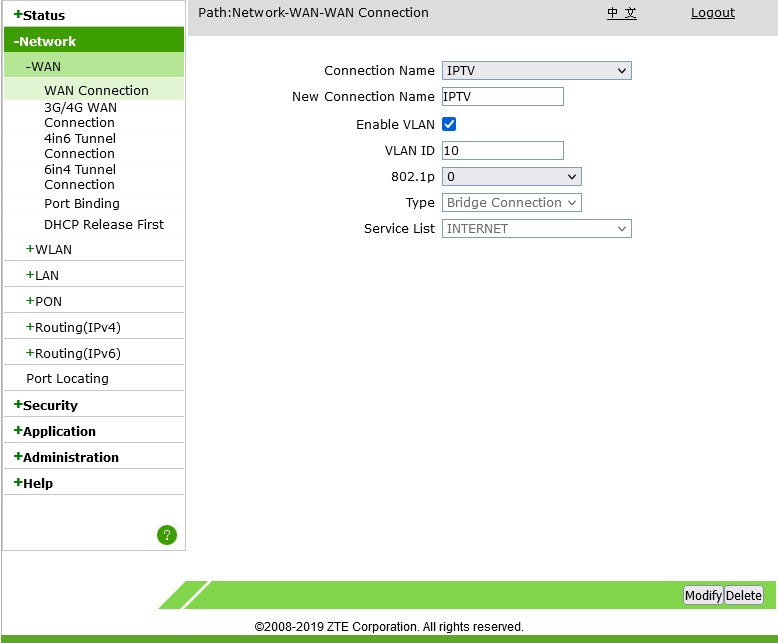 Path:Network-WAN-WAN Connection
中 文
Logout
+Status
-Network
-WAN
WAN Connection
3G/4G WAN
Connection
4in6 Tunnel
Connection
6in4 Tunnel
Connection
Port Binding
DHCP Release First
+WLAN
+LAN
+PON
+Routing(IPv4)
+Routing(IPv6)
Port Locating
+Security
+Application
+Administration
+Help
?
Connection Name IPTV
New Connection Name IPTV
Enable VLAN
VLAN ID 10
802.1p 0
Type Bridge Connection
Service List INTERNET
Modify Delete
©2008-2019 ZTE Corporation. All rights reserved.